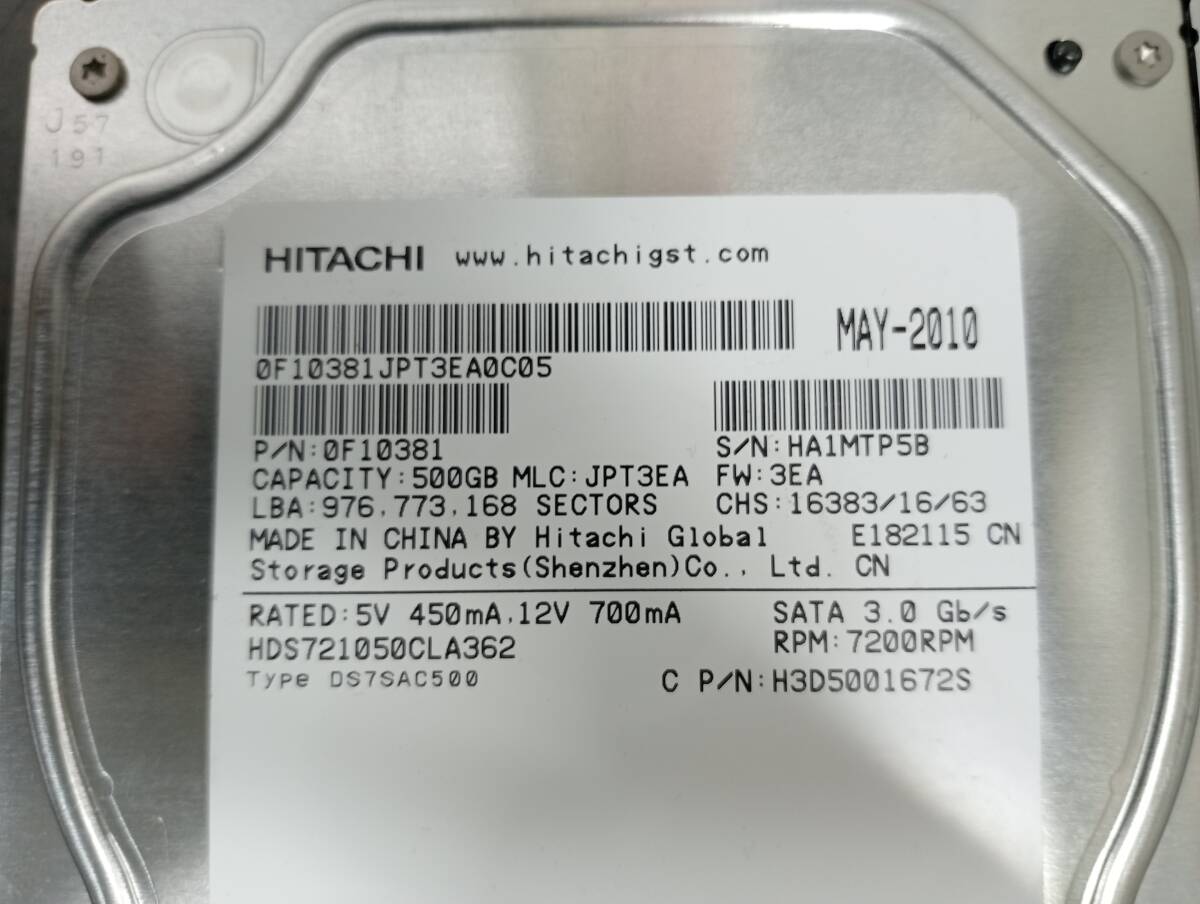 J57
191
HITACHI www.hitachigst.com
MAY-2010
0F10381JPT3EA0C05
P/N:0F10381 S/N:HA1MTP5B
CAPACITY:500GB MLC:JPT3EA FW:3EA
LBA:976,773,168 SECTORS CHS:16383/16/63
MADE IN CHINA BY Hitachi Global E182115 CN
Storage Products(Shenzhen)Co., Ltd. CN
RATED:5V 450mA,12V 700mA SATA 3.0 Gb/s
HDS721050CLA362 RPM:7200RPM
Type DS7SAC500 C P/N:H3D5001672S